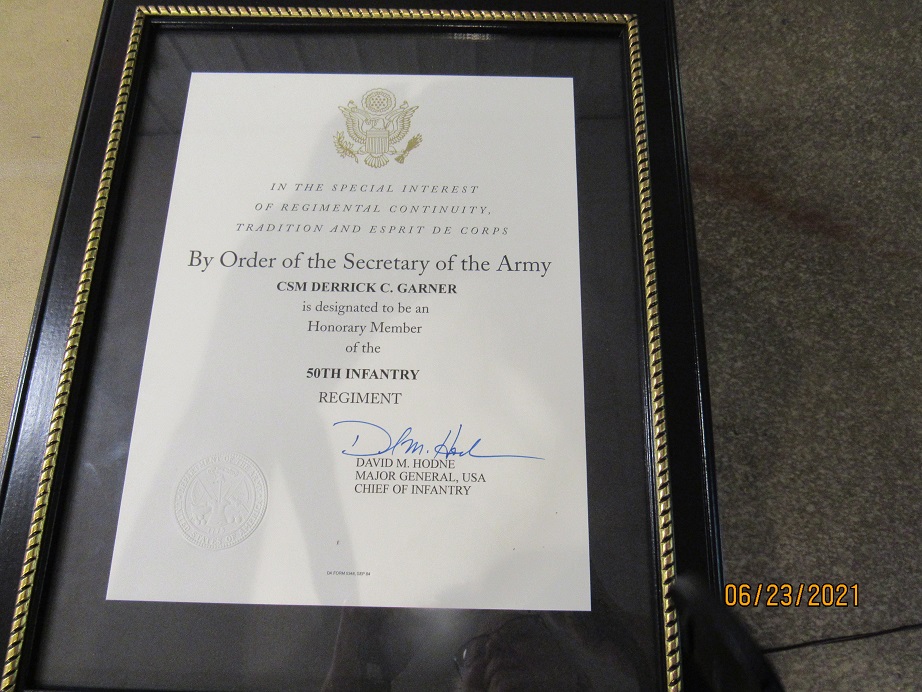 IN THE SPECIAL INTEREST
OF REGIMENTAL CONTINUITY,
TRADITION AND ESPRIT DE CORPS
By Order of the Secretary of the Army
CSM DERRICK C. GARNER
is designated to be an
Honorary Member
of the
50TH INFANTRY
REGIMENT
DAVID M. HODNE
MAJOR GENERAL, USA
CHIEF OF INFANTRY
DA FORM
06/23/2021